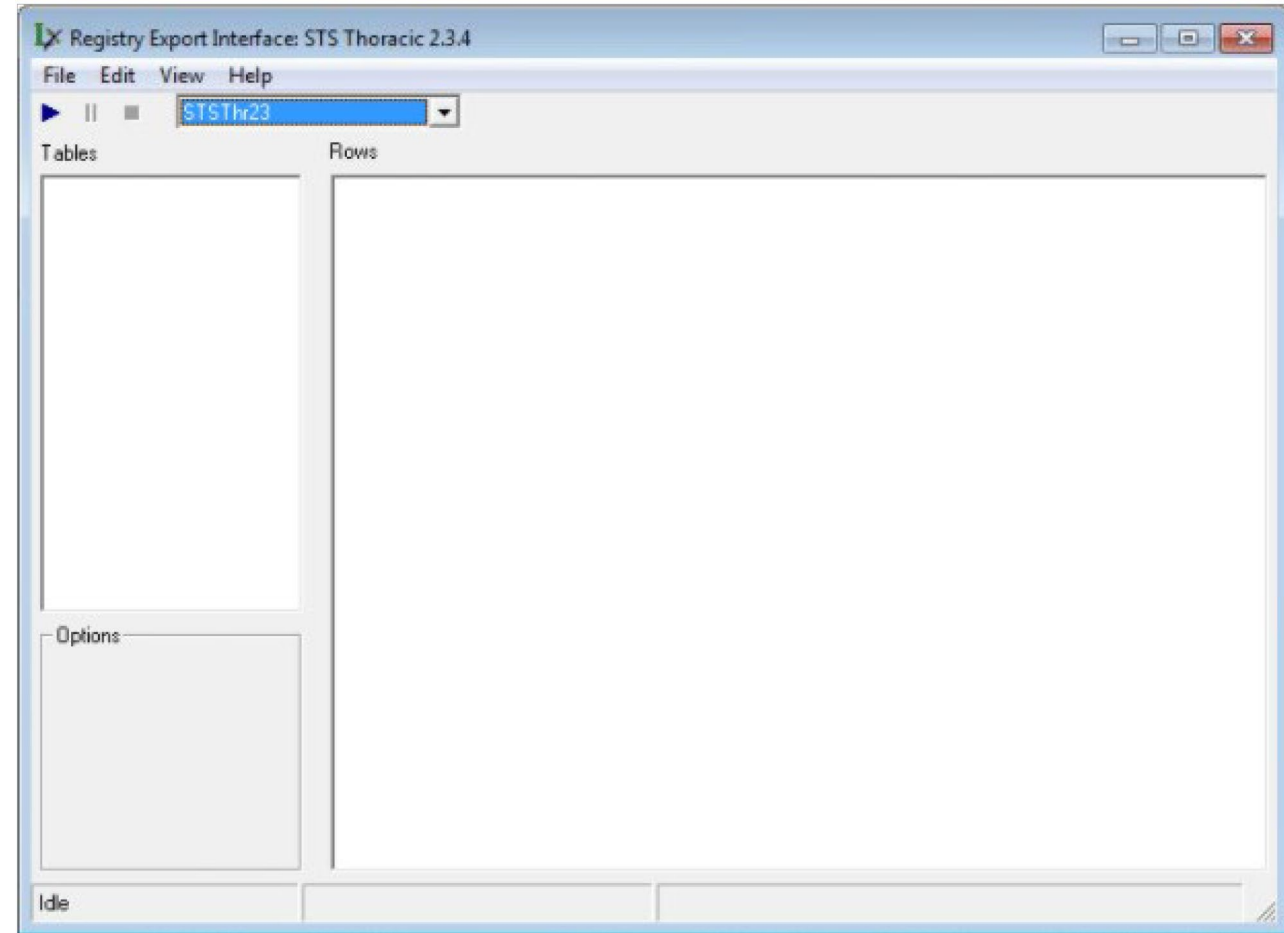 Registry Export Interface: STS Thoracic 2.3.4
File Edit View Help
STSThr23
Tables Rows
Options
Idle